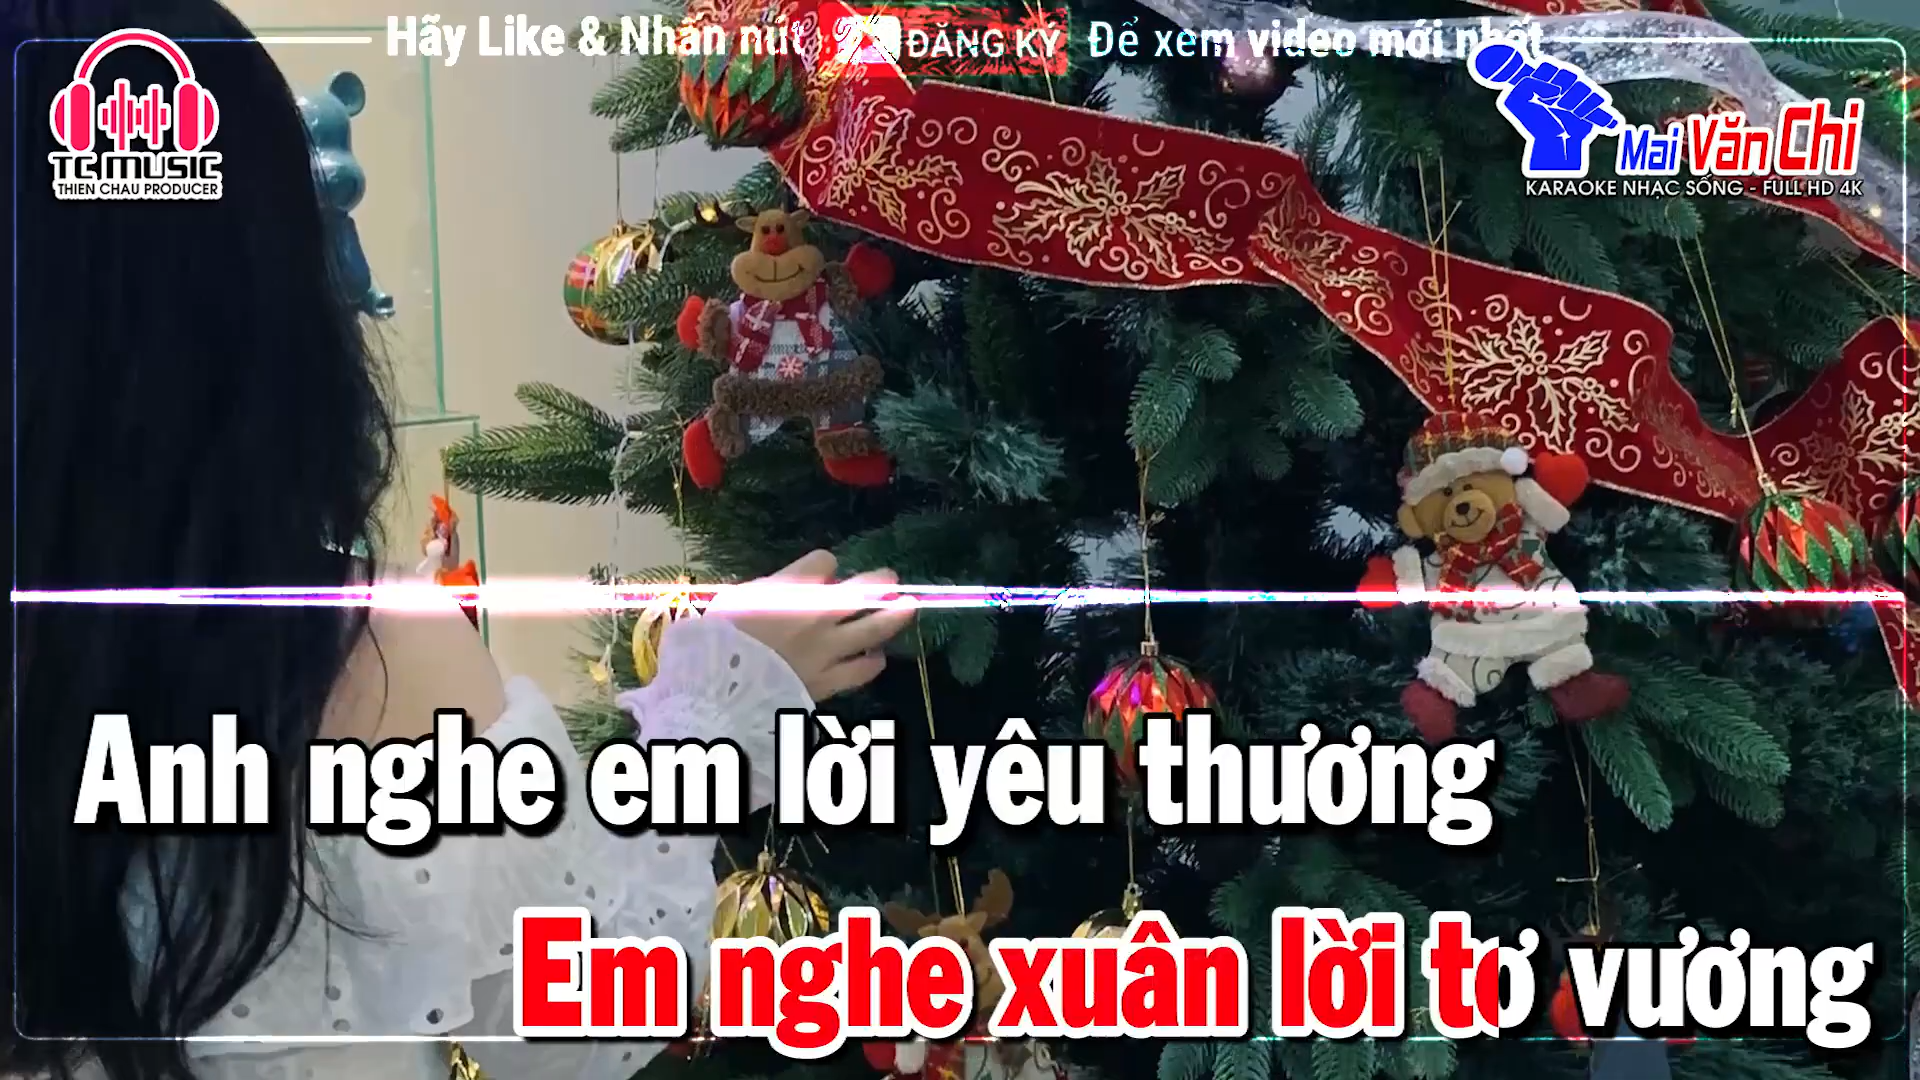 Hãy Like & Nhấn nút ĐĂNG KÝ Để xem video mới nhất
TC MUSIC
THIEN CHAU PRODUCER
Mai Văn Chi
KARAOKE NHẠC SỐNG - FULL HD 4K
Anh nghe em lời yêu thương
Em nghe xuân lời tơ vương